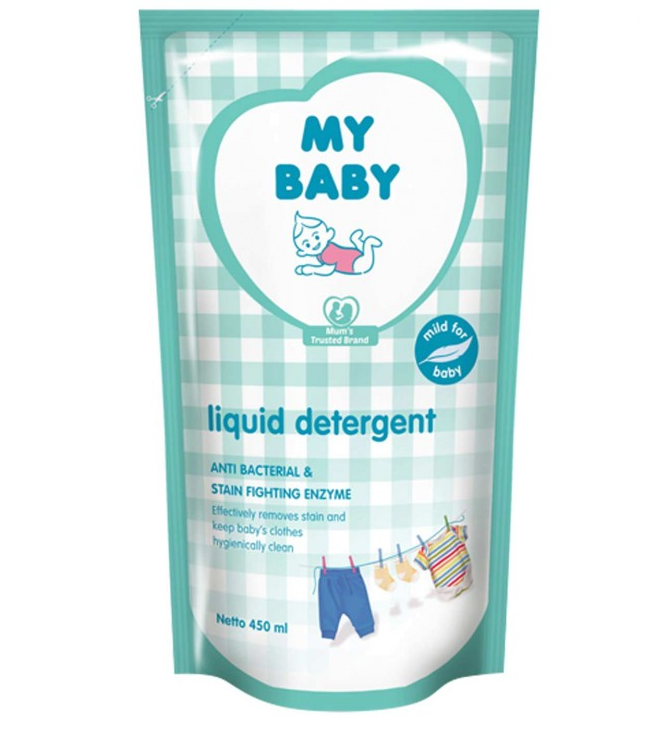 MY
BABY
Mum's
Trusted Brand
mild for
baby
liquid detergent
ANTI BACTERIAL &
STAIN FIGHTING ENZYME
Effectively removes stain and
keep baby's clothes
hygienically clean
Netto 450 ml